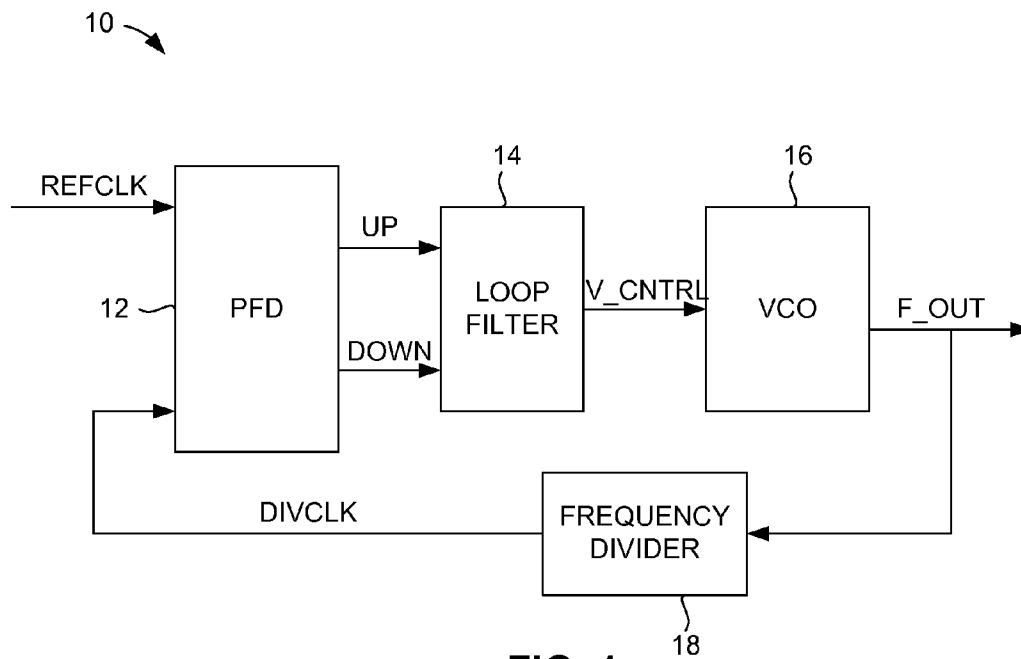 10
14
16
REFCLK
UP
12
PFD
LOOP
FILTER
V_CNTRL
VCO
F_OUT
DOWN
DIVCLK
FREQUENCY
DIVIDER
18